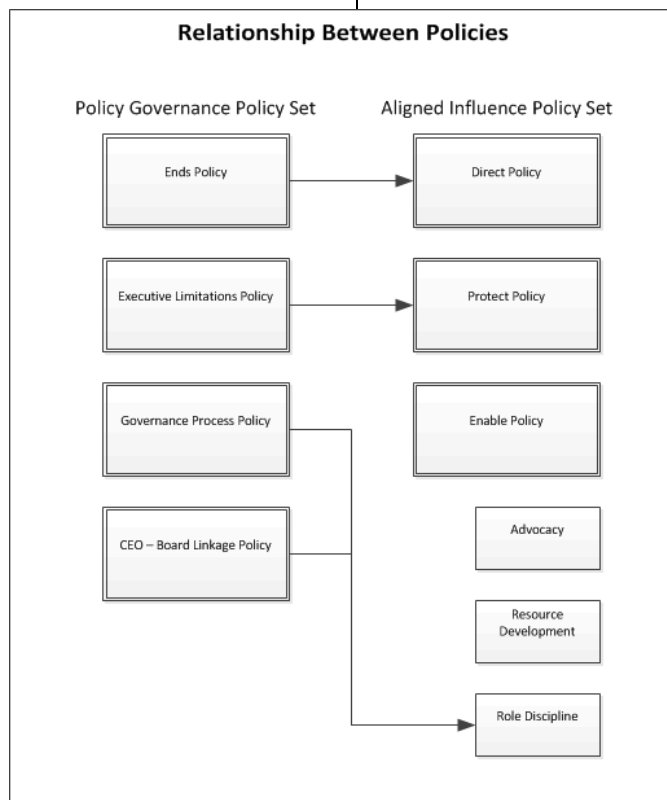 Relationship Between Policies
Policy Governance Policy Set
Aligned Influence Policy Set
Ends Policy
Direct Policy
Executive Limitations Policy
Protect Policy
Governance Process Policy
Enable Policy
CEO – Board Linkage Policy
Advocacy
Resource
Development
Role Discipline